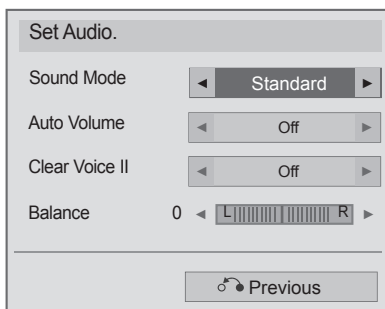 Set Audio.
Sound Mode ◄ Standard ►
Auto Volume ◄ Off ►
Clear Voice II ◄ Off ►
Balance 0 ◄ L R ►
Previous